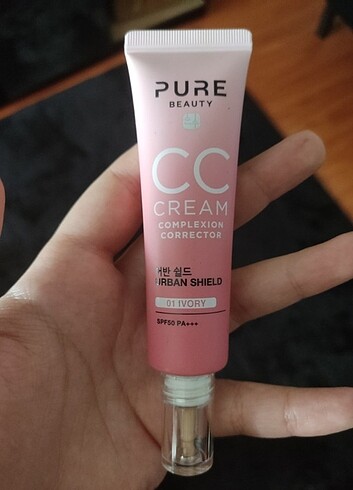 PURE
BEAUTY
CC
CREAM
COMPLEXION
CORRECTOR
어반 쉴드
URBAN SHIELD
01 IVORY
SPF50 PA+++